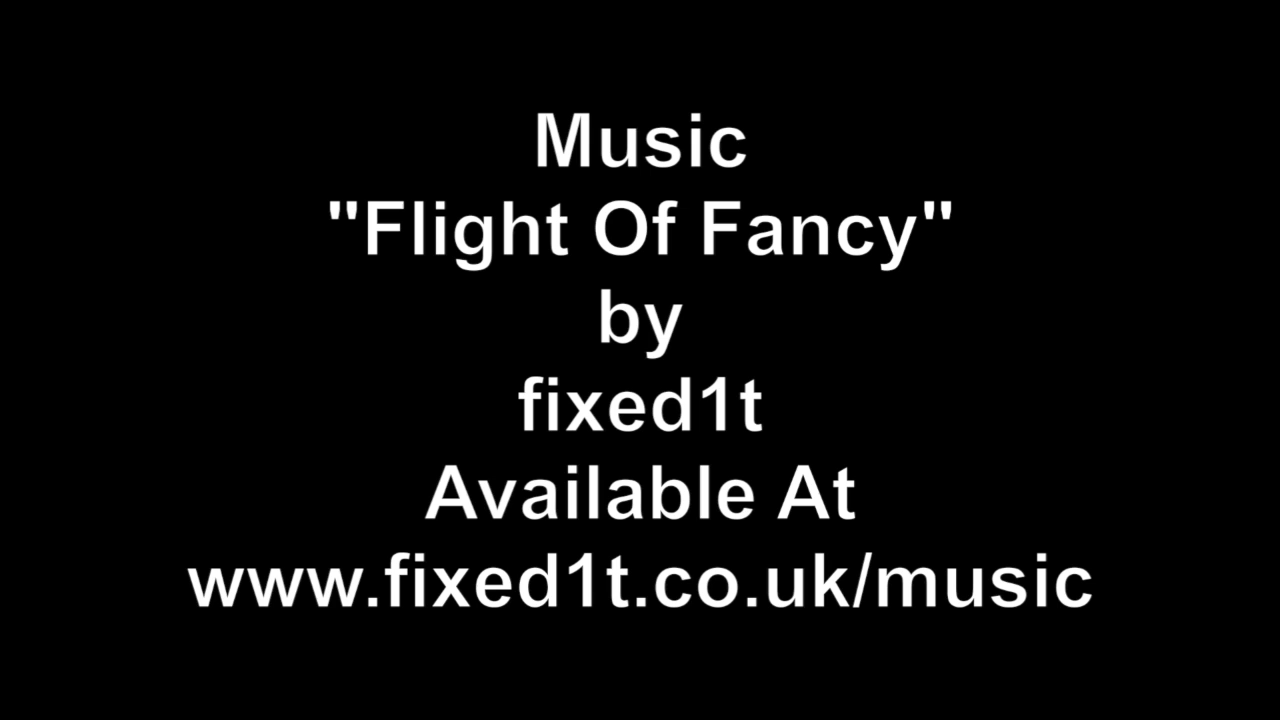 Music
"Flight Of Fancy"
by
fixed1t
Available At
www.fixed1t.co.uk/music